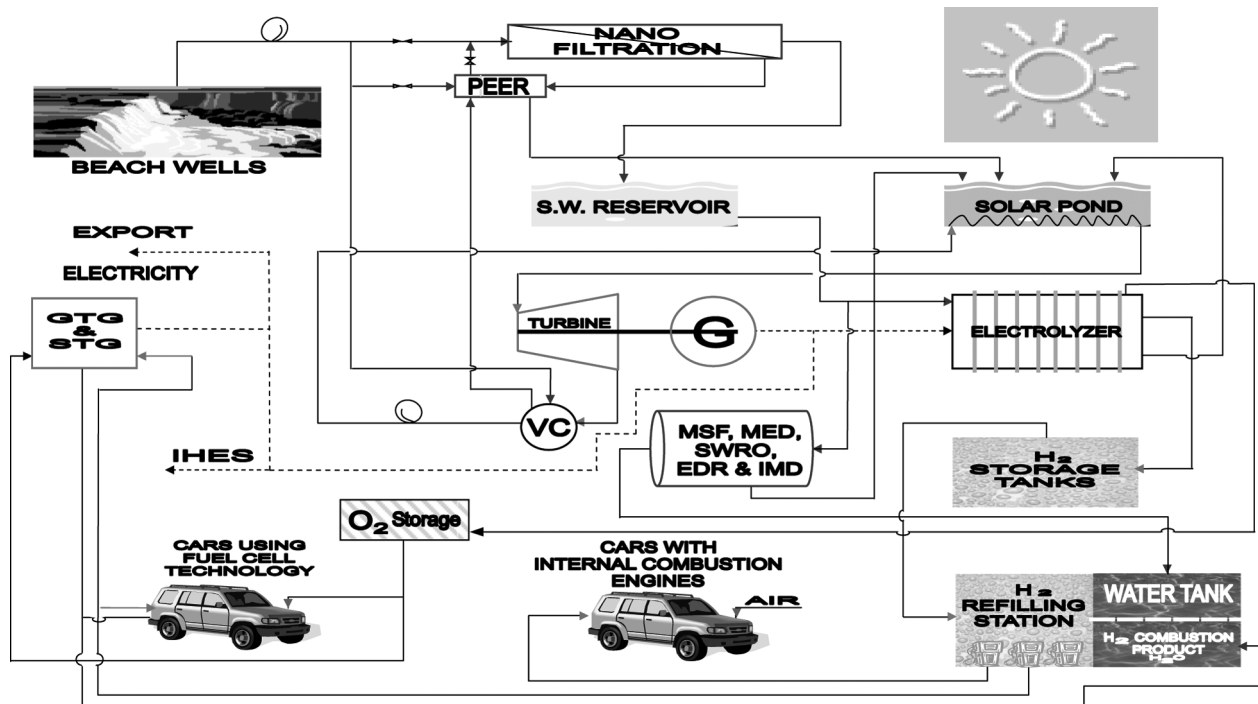 NANO
FILTRATION
PEER
BEACH WELLS
S.W. RESERVOIR
SOLAR POND
EXPORT
ELECTRICITY
GTG
&
STG
TURBINE
G
ELECTROLYZER
VC
MSF, MED,
SWRO,
EDR & IMD
IHES
H₂
STORAGE
TANKS
O₂ Storage
CARS USING
FUEL CELL
TECHNOLOGY
CARS WITH
INTERNAL COMBUSTION
ENGINES
AIR
H₂
REFILLING
STATION
WATER TANK
H₂ COMBUSTION
PRODUCT
H₂O